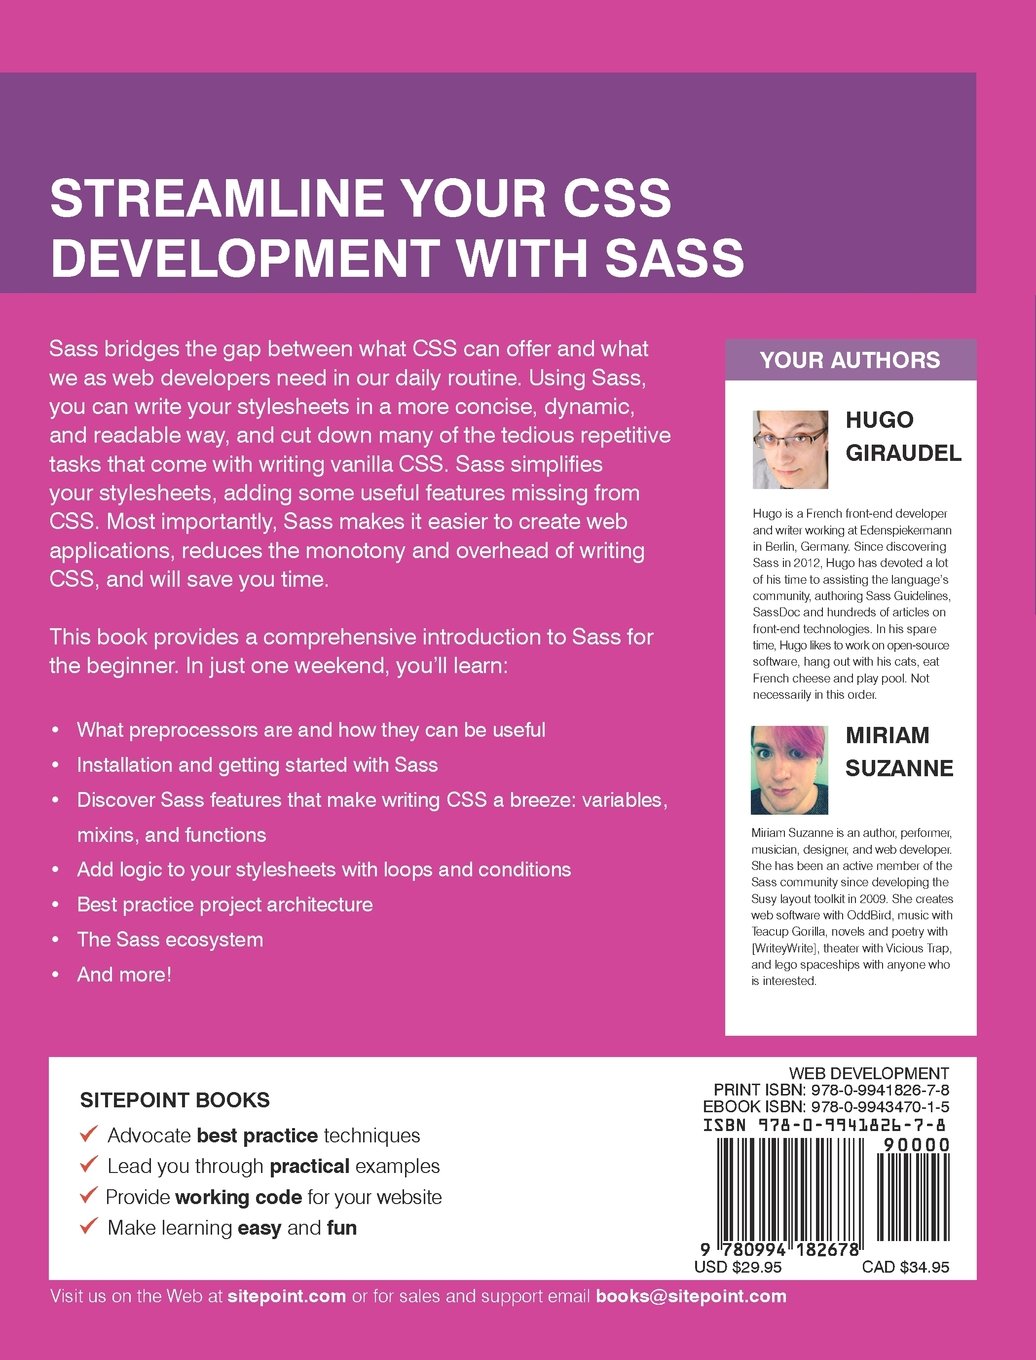 STREAMLINE YOUR CSS
DEVELOPMENT WITH SASS
Sass bridges the gap between what CSS can offer and what
we as web developers need in our daily routine. Using Sass,
you can write your stylesheets in a more concise, dynamic,
and readable way, and cut down many of the tedious repetitive
tasks that come with writing vanilla CSS. Sass simplifies
your stylesheets, adding some useful features missing from
CSS. Most importantly, Sass makes it easier to create web
applications, reduces the monotony and overhead of writing
CSS, and will save you time.
This book provides a comprehensive introduction to Sass for
the beginner. In just one weekend, you’ll learn:
• What preprocessors are and how they can be useful
• Installation and getting started with Sass
• Discover Sass features that make writing CSS a breeze: variables,
mixins, and functions
• Add logic to your stylesheets with loops and conditions
• Best practice project architecture
• The Sass ecosystem
• And more!
YOUR AUTHORS
HUGO
GIRAUDEL
Hugo is a French front-end developer
and writer working at Edenspiekermann
in Berlin, Germany. Since discovering
Sass in 2012, Hugo has devoted a lot
of his time to assisting the language’s
community, authoring Sass Guidelines,
SassDoc and hundreds of articles on
front-end technologies. In his spare
time, Hugo likes to work on open-source
software, hang out with his cats, eat
French cheese and play pool. Not
necessarily in this order.
MIRIAM
SUZANNE
Miriam Suzanne is an author, performer,
musician, designer, and web developer.
She has been an active member of the
Sass community since developing the
Susy layout toolkit in 2009. She creates
web software with OddBird, music with
Teacup Gorilla, novels and poetry with
[WriteyWrite], theater with Vicious Trap,
and lego spaceships with anyone who
is interested.
SITEPOINT BOOKS
Advocate best practice techniques
Lead you through practical examples
Provide working code for your website
Make learning easy and fun
WEB DEVELOPMENT
PRINT ISBN: 978-0-9941826-7-8
EBOOK ISBN: 978-0-9943470-1-5
ISBN 978-0-9941826-7-8
90000
9 780994 182678
USD $29.95 CAD $34.95
Visit us on the Web at sitepoint.com or for sales and support email books@sitepoint.com